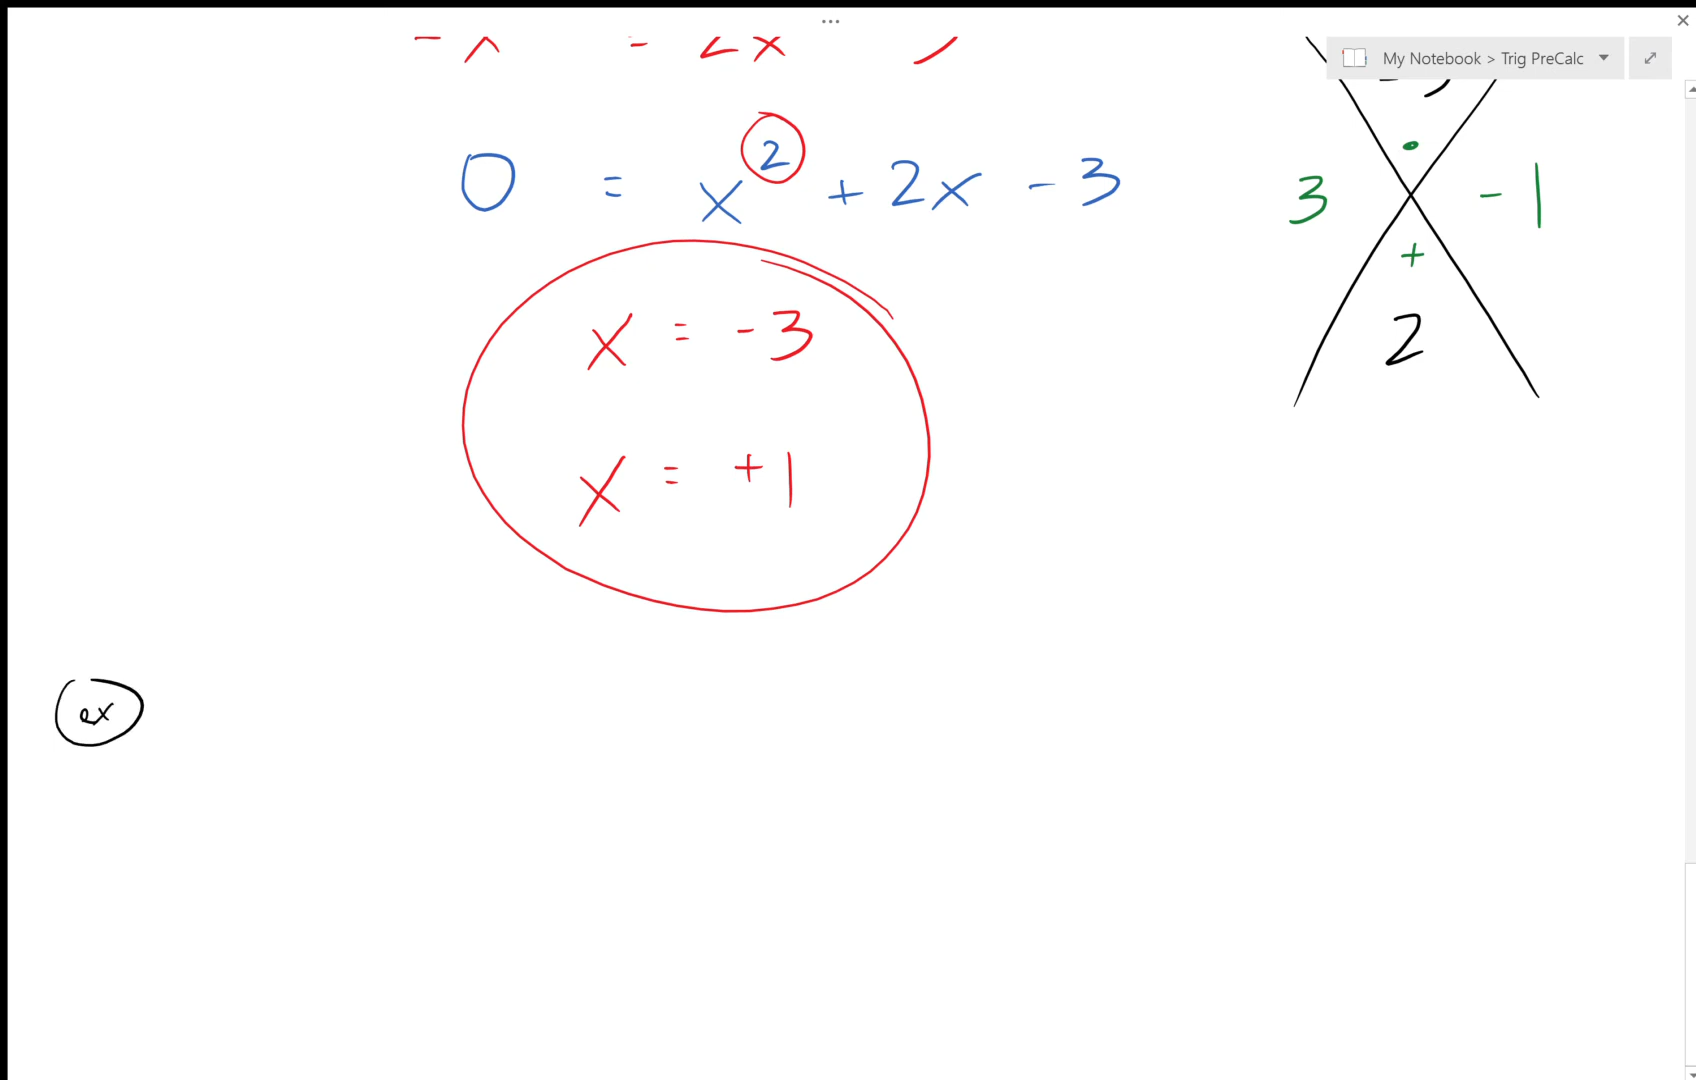 My Notebook > Trig PreCalc
0 = x² + 2x - 3
3 · -1
+
2
x = -3
x = +1
ex